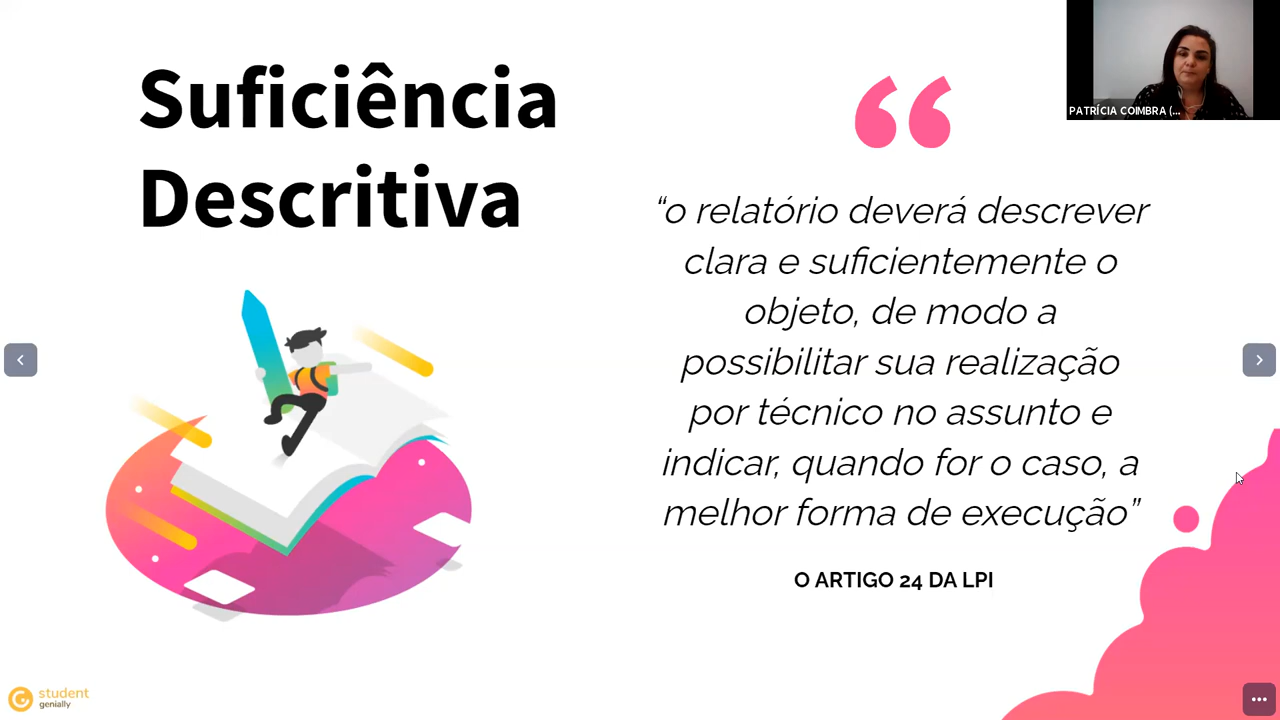 Suficiência
Descritiva
PATRÍCIA COIMBRA (...
“o relatório deverá descrever
clara e suficientemente o
objeto, de modo a
possibilitar sua realização
por técnico no assunto e
indicar, quando for o caso, a
melhor forma de execução”
O ARTIGO 24 DA LPI
student
genially